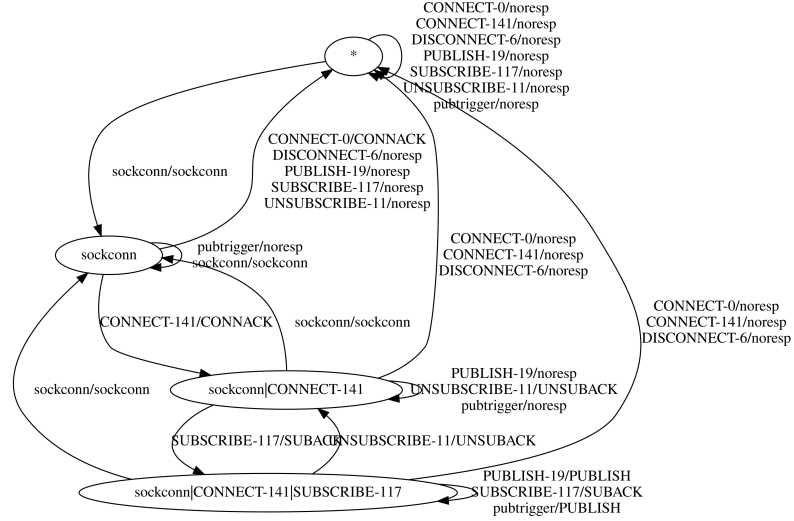 CONNECT-0/noresp
CONNECT-141/noresp
DISCONNECT-6/noresp
PUBLISH-19/noresp
SUBSCRIBE-117/noresp
UNSUBSCRIBE-11/noresp
pubtrigger/noresp
*
sockconn/sockconn
CONNECT-0/CONNACK
DISCONNECT-6/noresp
PUBLISH-19/noresp
SUBSCRIBE-117/noresp
UNSUBSCRIBE-11/noresp
sockconn
pubtrigger/noresp
sockconn/sockconn
CONNECT-0/noresp
CONNECT-141/noresp
DISCONNECT-6/noresp
CONNECT-0/noresp
CONNECT-141/noresp
DISCONNECT-6/noresp
CONNECT-141/CONNACK
sockconn/sockconn
sockconn/sockconn
sockconn|CONNECT-141
PUBLISH-19/noresp
UNSUBSCRIBE-11/UNSUBACK
pubtrigger/noresp
SUBSCRIBE-117/SUBACK
UNSUBSCRIBE-11/UNSUBACK
sockconn|CONNECT-141|SUBSCRIBE-117
PUBLISH-19/PUBLISH
SUBSCRIBE-117/SUBACK
pubtrigger/PUBLISH